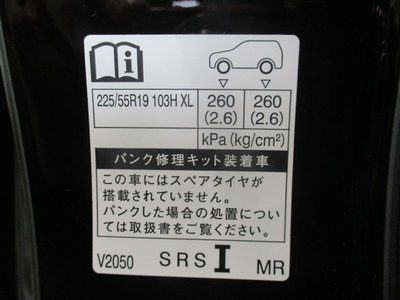 225/55R19 103H XL 260 (2.6) 260 (2.6)
kPa(kg/cm²)
パンク修理キット装着車
この車にはスペアタイヤが
搭載されていません。
パンクした場合の処置につい
ては取扱書をご覧ください。
V2050 SRS I MR